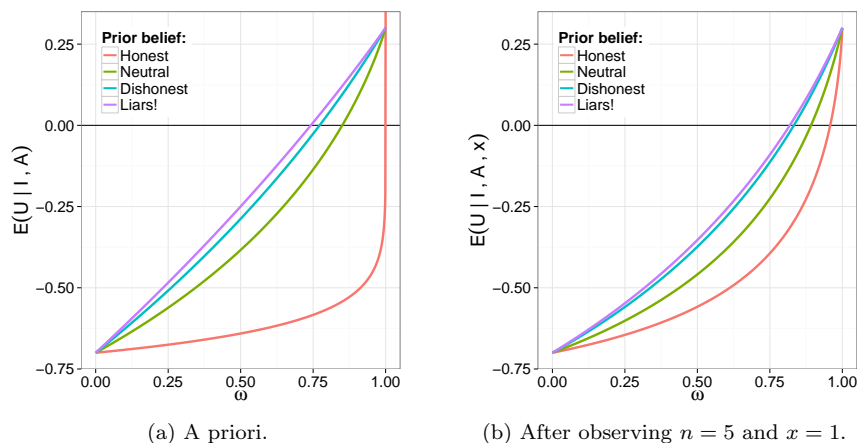 Prior belief:
Honest
Neutral
Dishonest
Liars!
E(U | I, A)
0.25
0.00
−0.25
−0.50
−0.75
0.00 0.25 0.50 0.75 1.00
ω
(a) A priori.
Prior belief:
Honest
Neutral
Dishonest
Liars!
E(U | I, A, x)
0.25
0.00
−0.25
−0.50
−0.75
0.00 0.25 0.50 0.75 1.00
ω
(b) After observing n = 5 and x = 1.